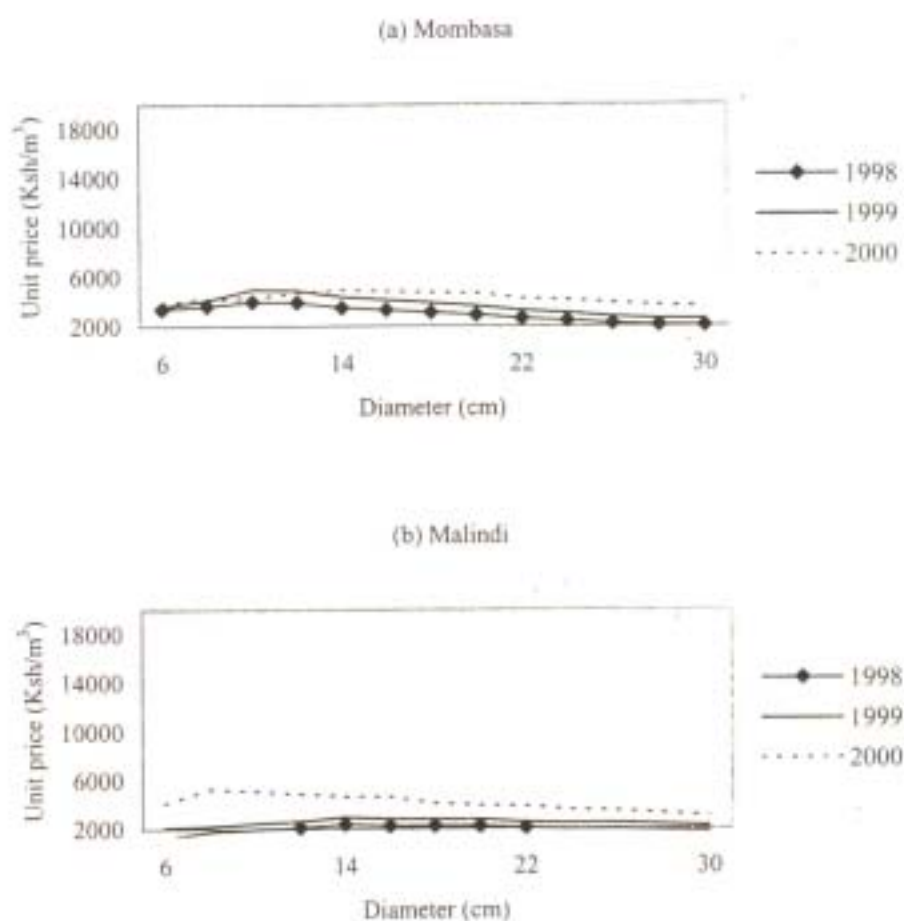 (a) Mombasa
Unit price (Ksh/m³)
18000
14000
10000
6000
2000
6 14 22 30
Diameter (cm)
1998
1999
2000
(b) Malindi
Unit price (Ksh/m³)
18000
14000
10000
6000
2000
6 14 22 30
Diameter (cm)
1998
1999
2000